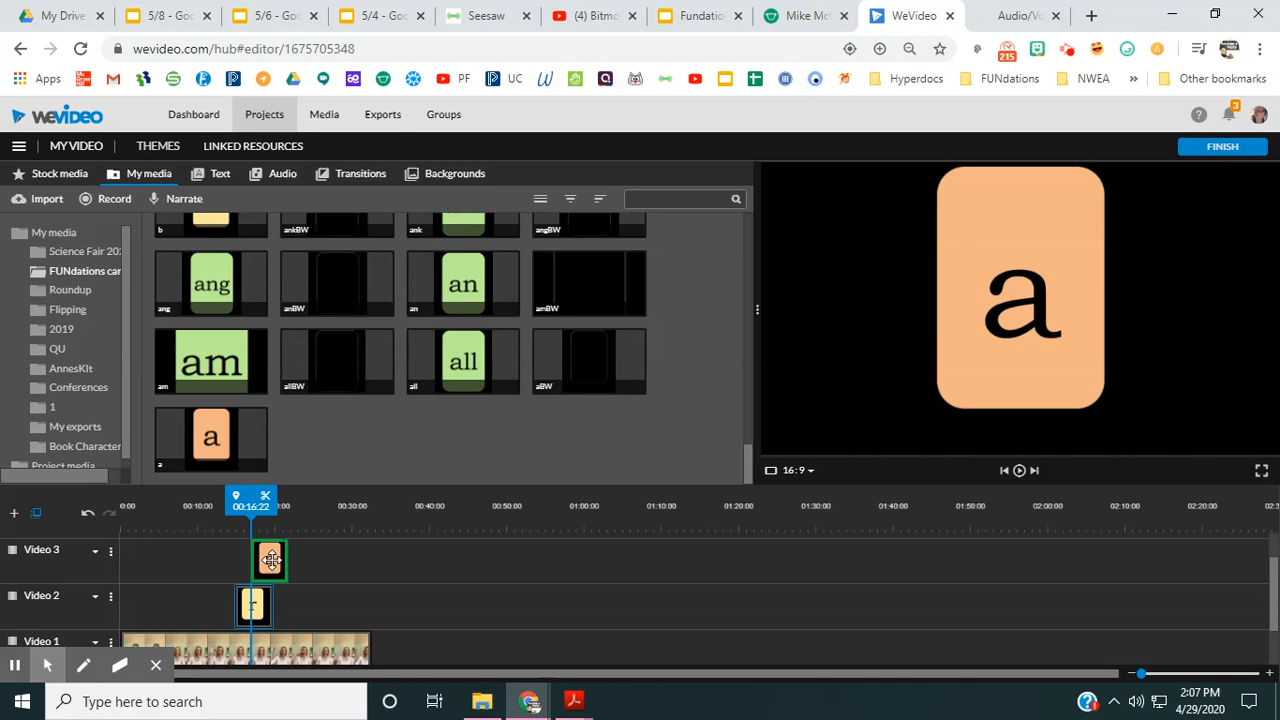 My Drive
5/8 - Goo
5/6 - Goo
5/4 - Goo
Seesaw
(4) Bitmo
Fundatio
Mike Mo
WeVideo
Audio/Vo
wevideo.com/hub#editor/1675705348
215
Apps
PF
UC
Hyperdocs
FUNdations
NWEA
Other bookmarks
wevideo
Dashboard
Projects
Media
Exports
Groups
3
MY VIDEO
THEMES
LINKED RESOURCES
FINISH
Stock media
My media
Text
Audio
Transitions
Backgrounds
Import
Record
Narrate
My media
Science Fair 20
FUNdations car
Roundup
Flipping
2019
QU
AnnesKIt
Conferences
1
My exports
Book Character
Project media
b
ankBW
ank
angBW
ang
ang
anBW
an
an
amBW
am
am
allBW
all
all
aBW
a
a
a
16:9
00:16:22
0:00
00:10:00
00:30:00
00:40:00
00:50:00
01:00:00
01:10:00
01:20:00
01:30:00
01:40:00
01:50:00
02:00:00
02:10:00
02:20:00
Video 3
Video 2
r
Video 1
Type here to search
2:07 PM
4/29/2020